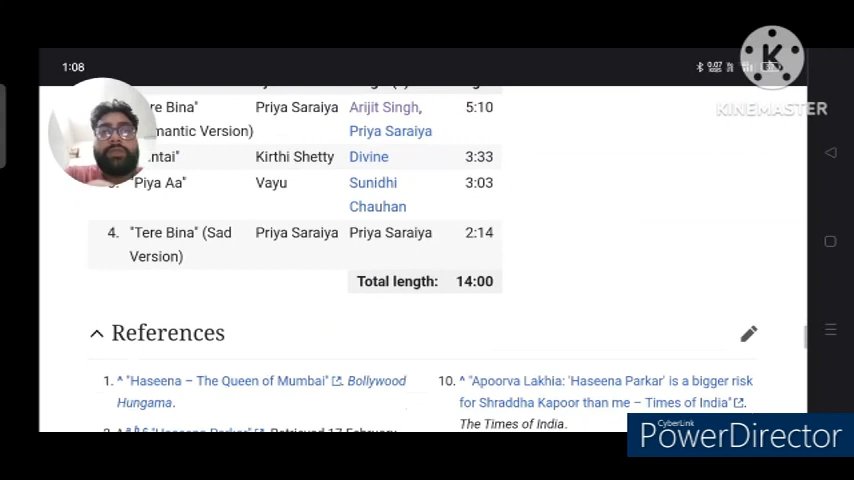 1:08
KINEMASTER
ere Bina" Priya Saraiya Arijit Singh, 5:10
mantic Version) Priya Saraiya
ntai" Kirthi Shetty Divine 3:33
"Piya Aa" Vayu Sunidhi 3:03
Chauhan
4. "Tere Bina" (Sad Priya Saraiya Priya Saraiya 2:14
Version)
Total length: 14:00
References
1. ^ "Haseena – The Queen of Mumbai". Bollywood
Hungama.
10. ^ "Apoorva Lakhia: 'Haseena Parkar' is a bigger risk
for Shraddha Kapoor than me – Times of India".
The Times of India.
CyberLink
PowerDirector